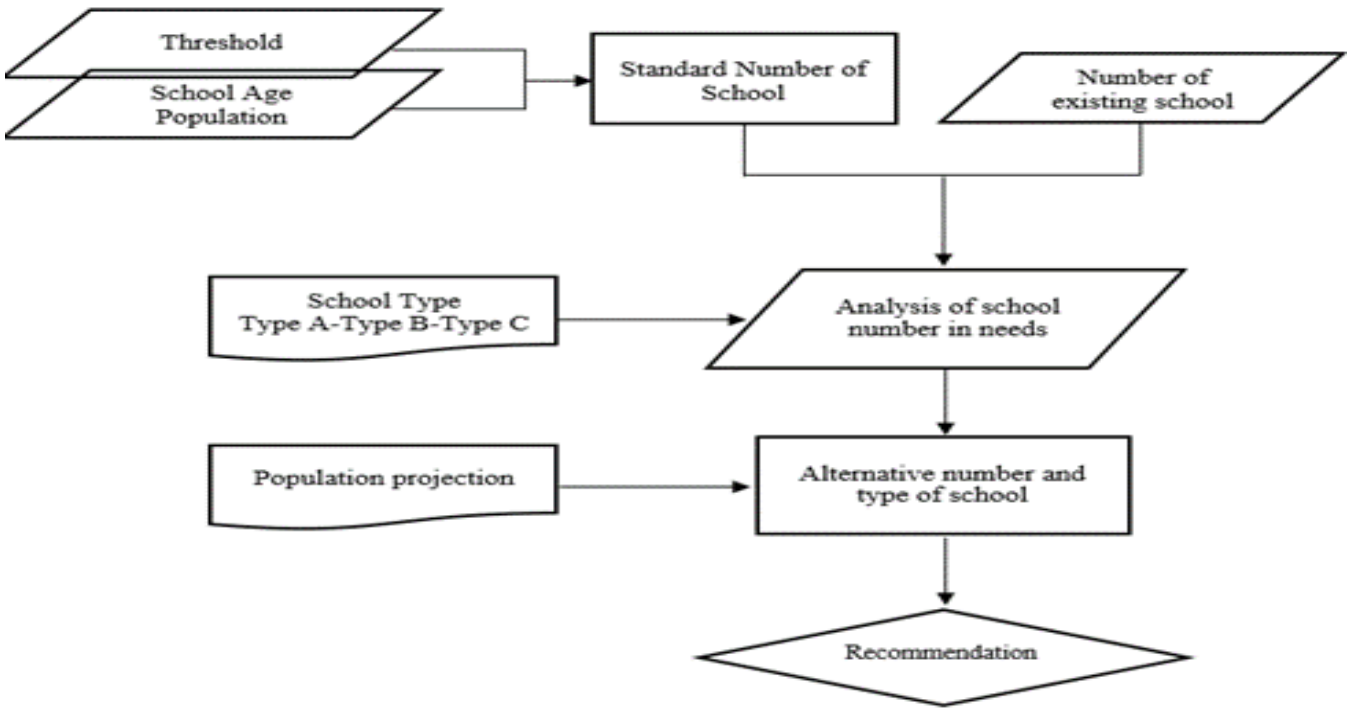 Threshold
School Age
Population
Standard Number of
School
Number of
existing school
School Type
Type A-Type B-Type C
Analysis of school
number in needs
Population projection
Alternative number and
type of school
Recommendation